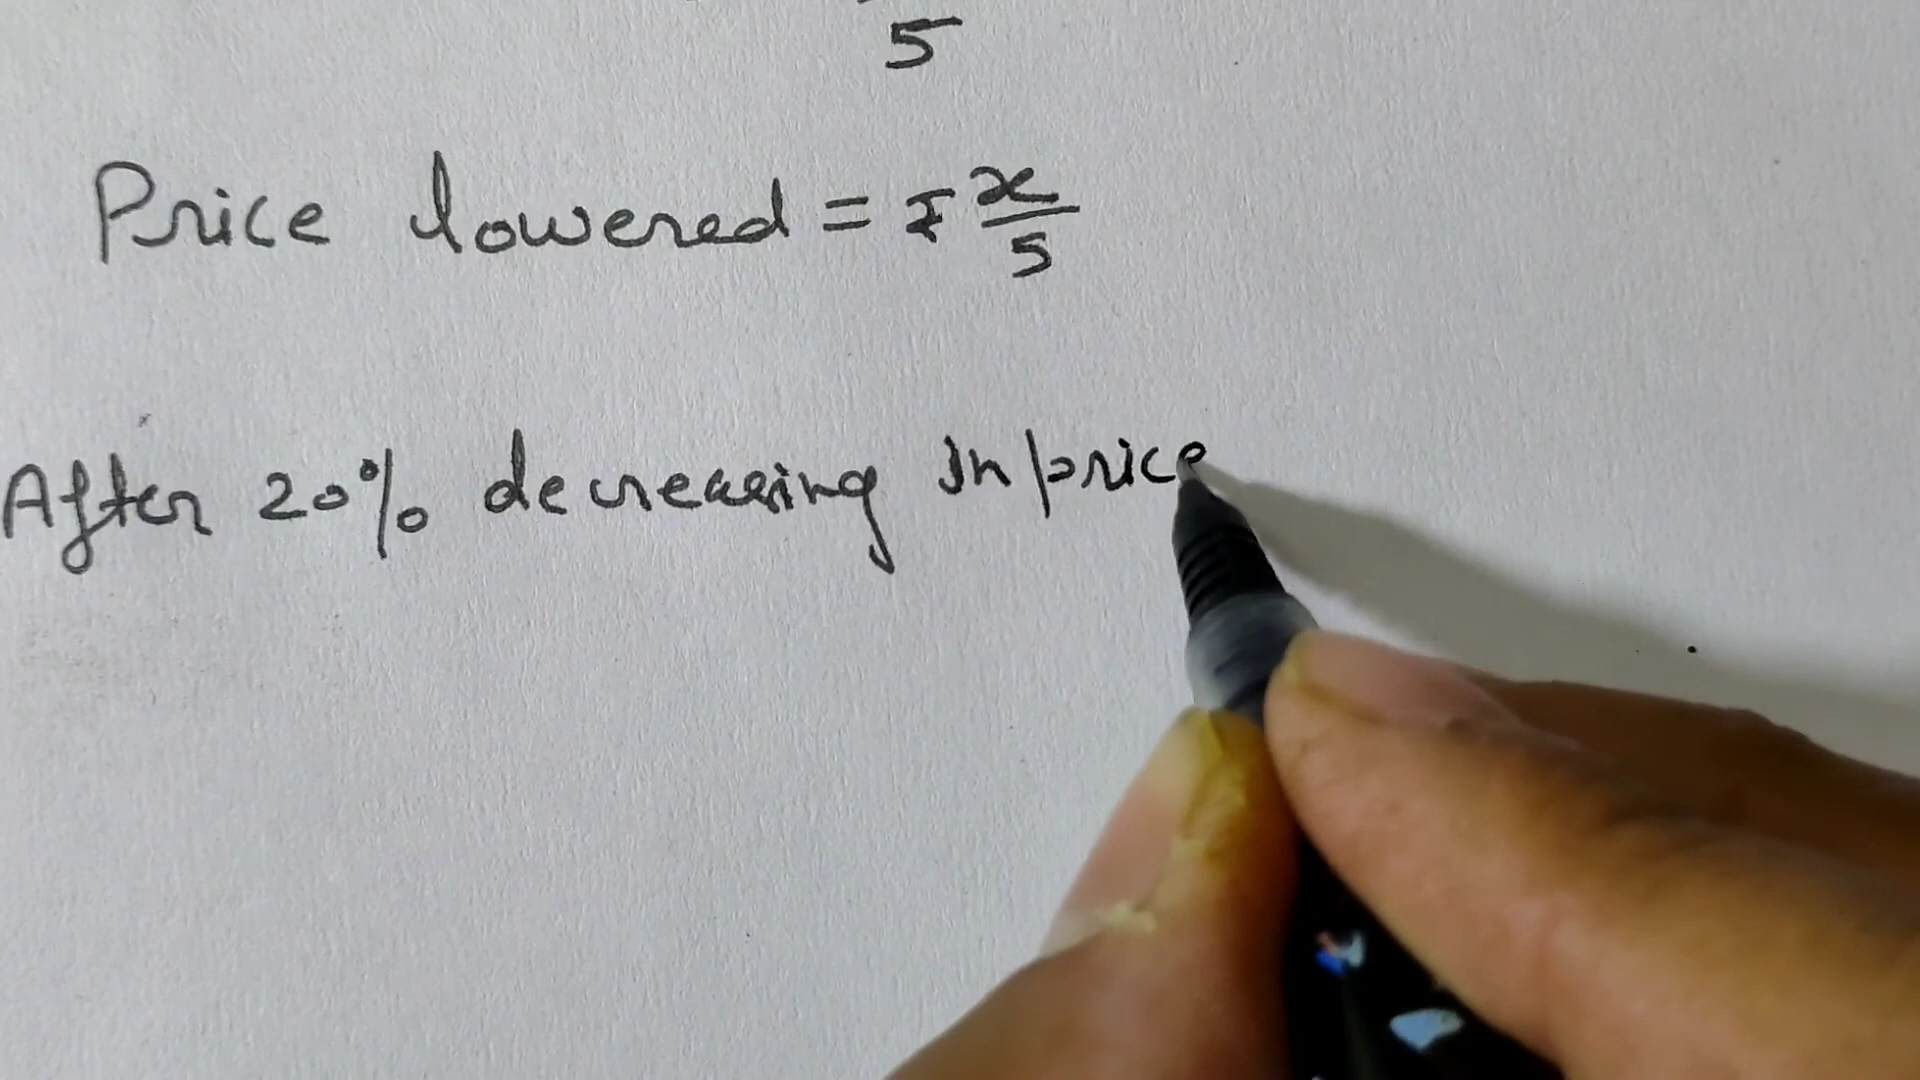 5
Price lowered = ₹ x/5
After 20% decreasing in price